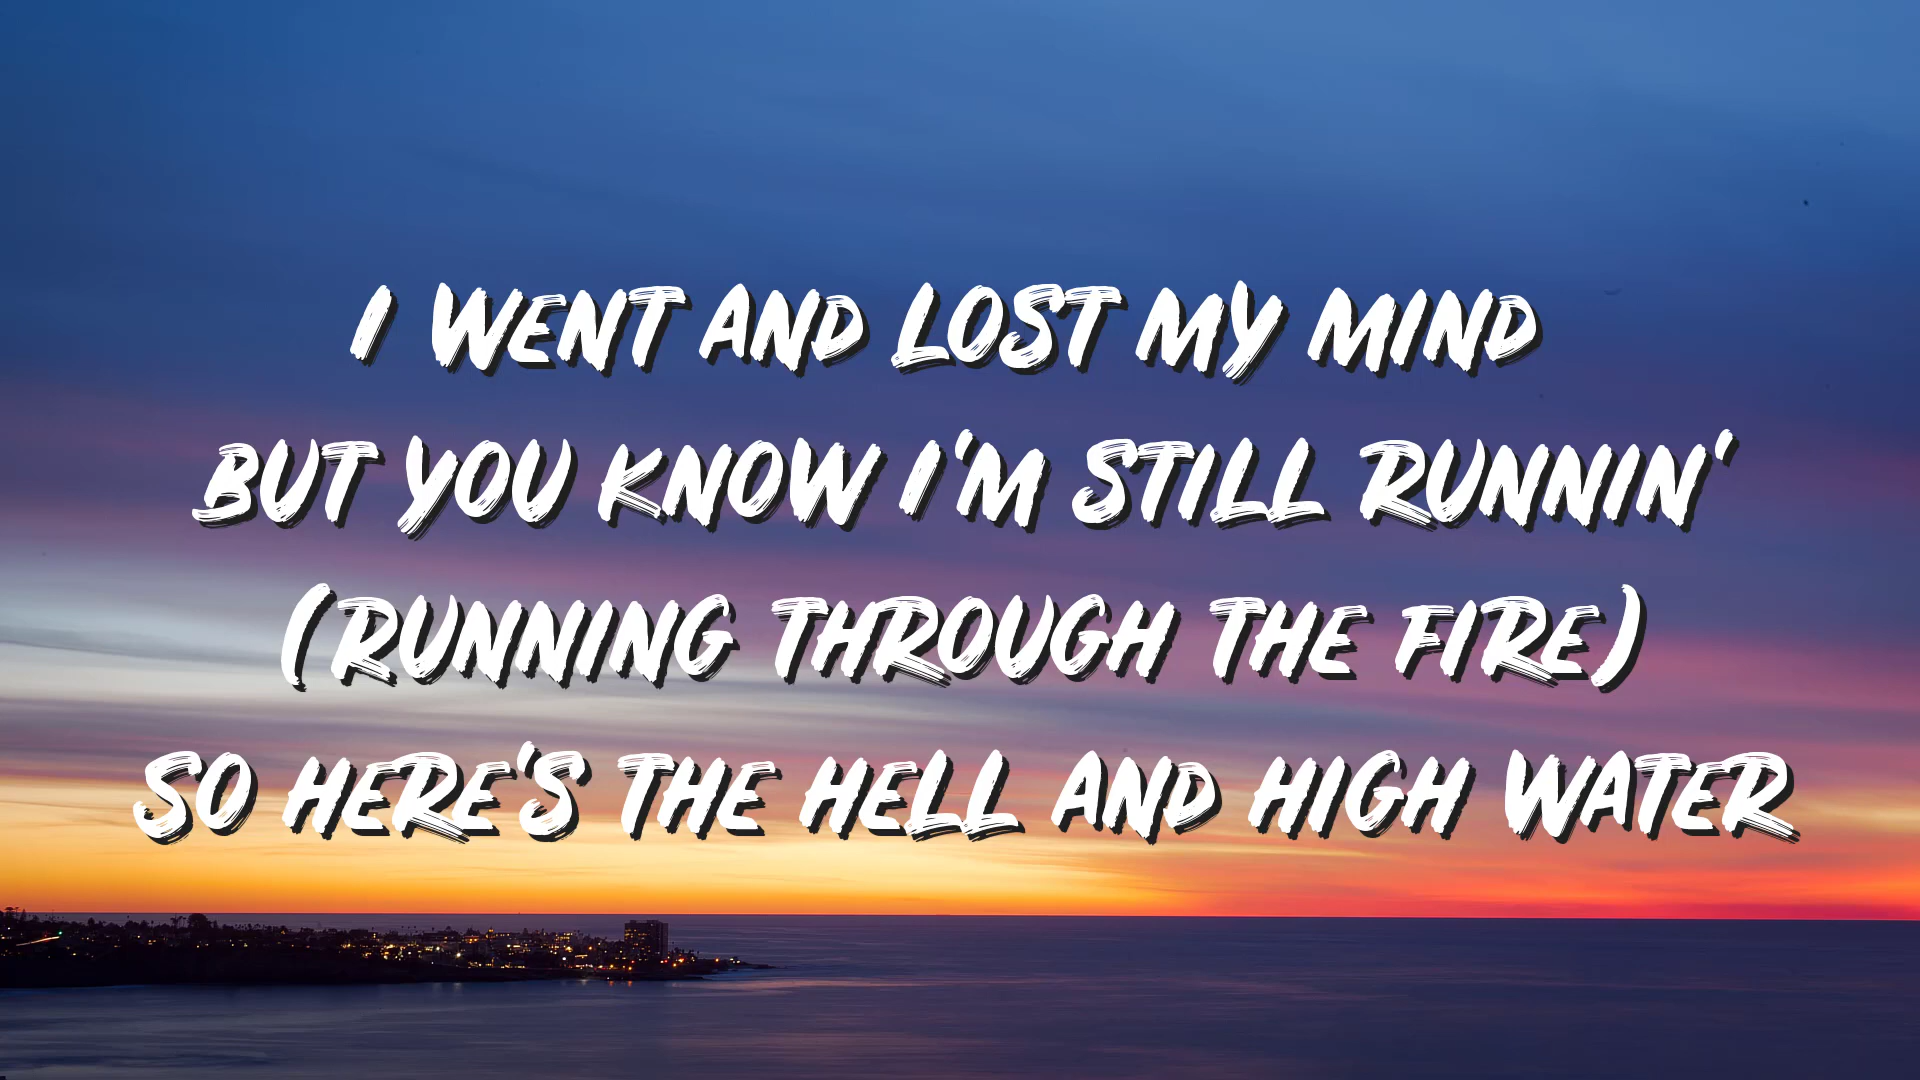 I WENT AND LOST MY MIND
BUT YOU KNOW I'M STILL RUNNIN'
(RUNNING THROUGH THE FIRE)
SO HERE'S THE HELL AND HIGH WATER